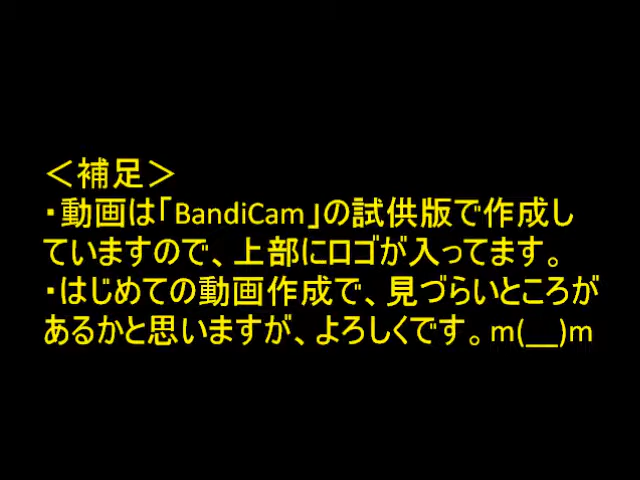 ＜補足＞
・動画は「BandiCam」の試供版で作成し
ていますので、上部にロゴが入ってます。
・はじめての動画作成で、見づらいところが
あるかと思いますが、よろしくです。m(__)m